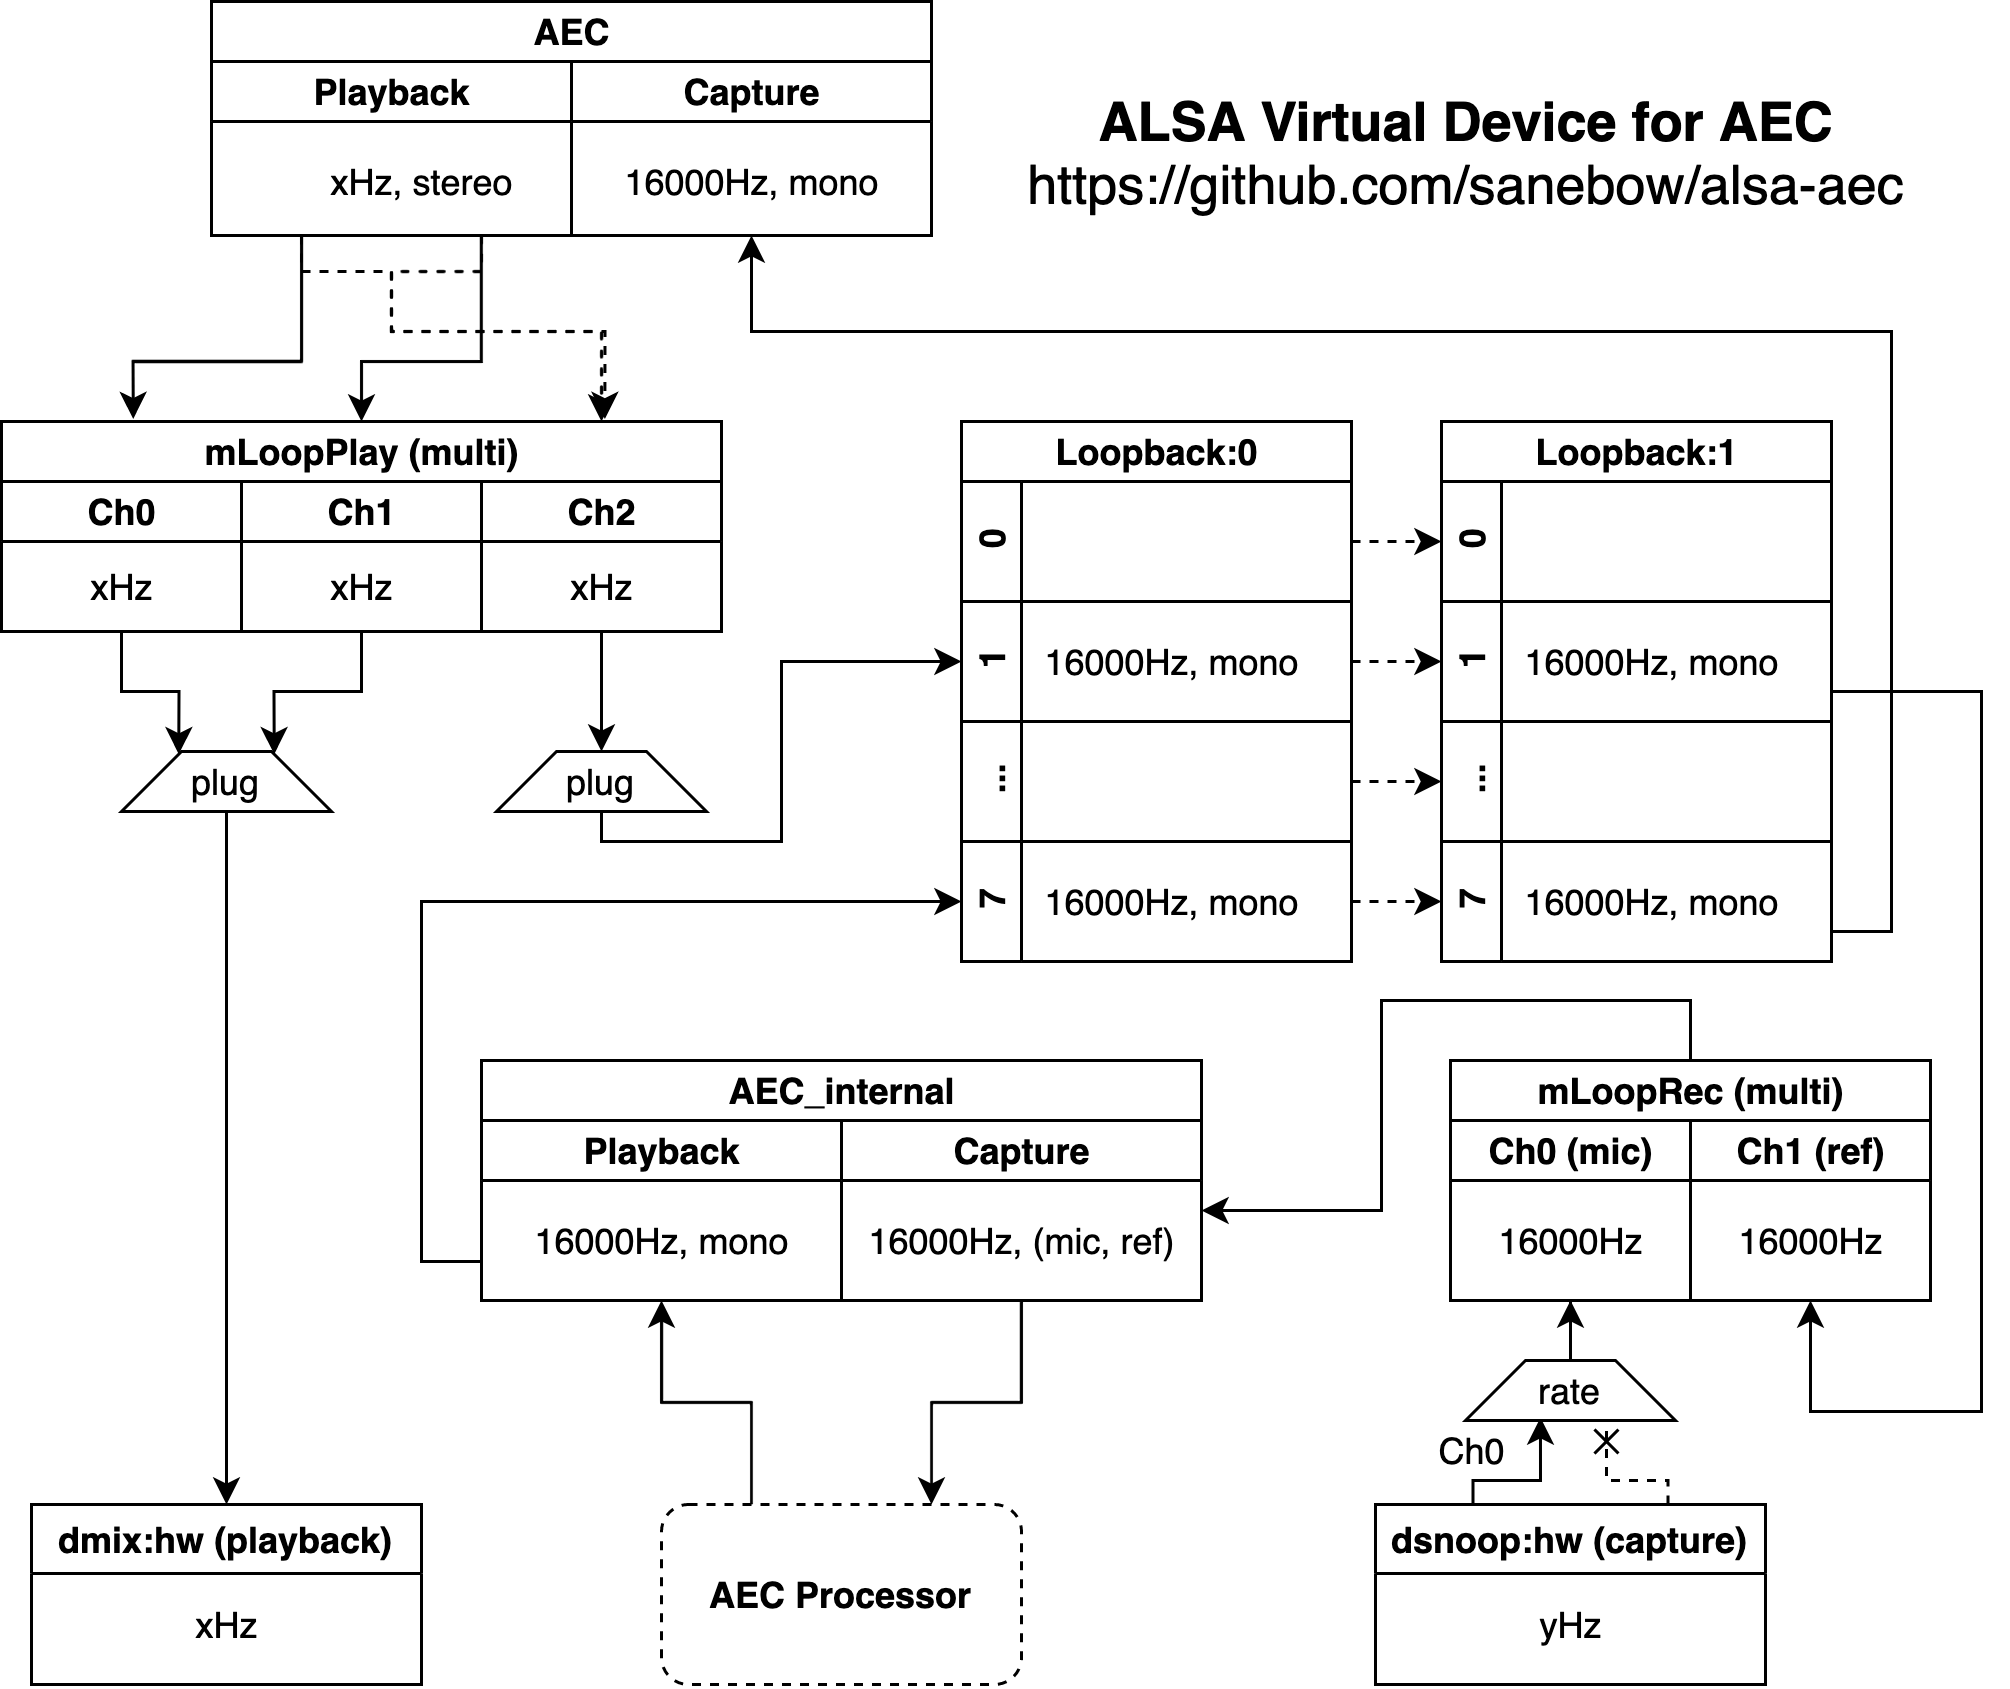 AEC
Playback
Capture
xHz, stereo
16000Hz, mono
ALSA Virtual Device for AEC
https://github.com/sanebow/alsa-aec
mLoopPlay (multi)
Ch0
Ch1
Ch2
xHz
xHz
xHz
plug
plug
Loopback:0
0
1
16000Hz, mono
...
7
16000Hz, mono
Loopback:1
0
1
16000Hz, mono
...
7
16000Hz, mono
AEC_internal
Playback
Capture
16000Hz, mono
16000Hz, (mic, ref)
mLoopRec (multi)
Ch0 (mic)
Ch1 (ref)
16000Hz
16000Hz
rate
Ch0
dmix:hw (playback)
xHz
AEC Processor
dsnoop:hw (capture)
yHz